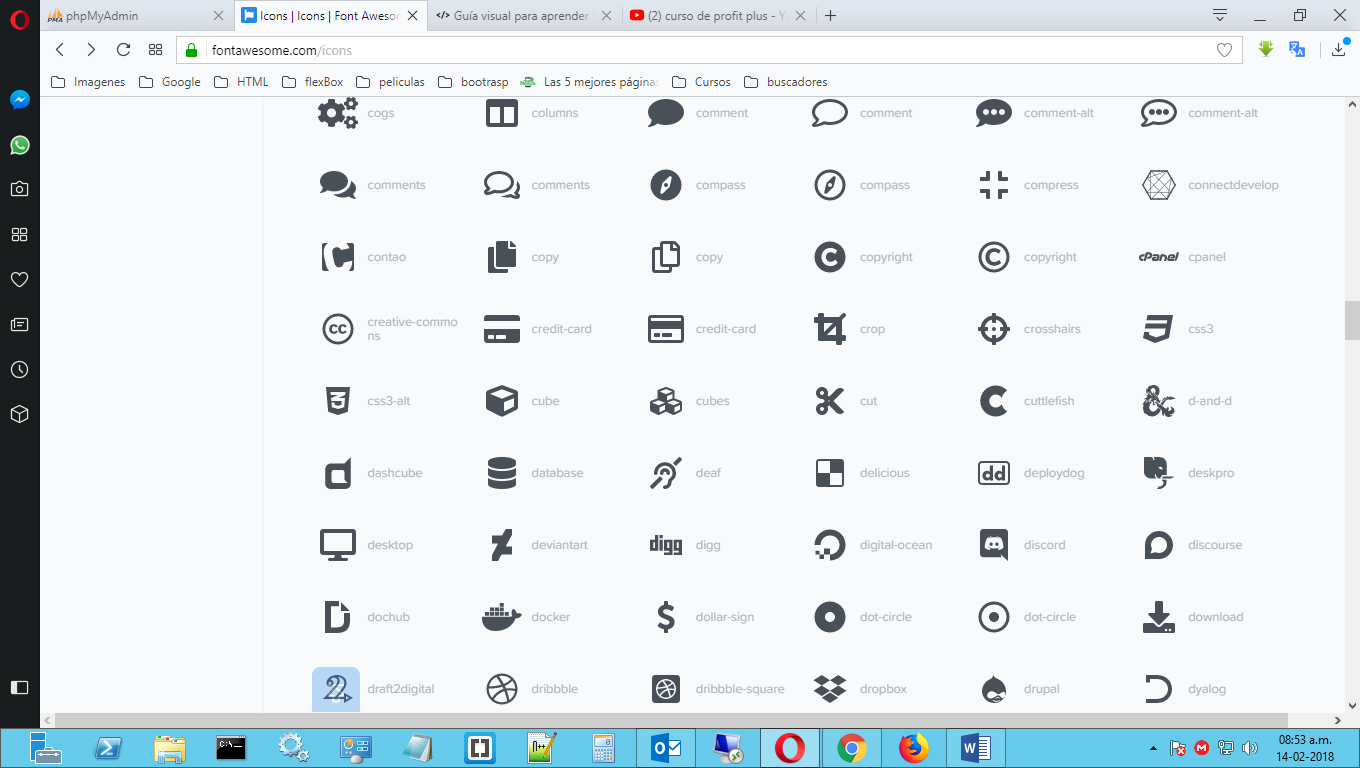 phpMyAdmin
Icons | Icons | Font Aweson
</> Guía visual para aprender
(2) curso de profit plus - Y
fontawesome.com/icons
Imagenes Google HTML flexBox peliculas bootrasp Las 5 mejores página Cursos buscadores
cogs columns comment comment comment-alt comment-alt
comments comments compass compass compress connectdevelop
contao copy copy copyright copyright cPanel cpanel
cc creative-commo
ns credit-card credit-card crop crosshairs css3
css3-alt cube cubes cut cuttlefish d-and-d
dashcube database deaf delicious dd deploydog deskpro
desktop deviantart digg digg digital-ocean discord discourse
dochub docker $ dollar-sign dot-circle dot-circle download
draft2digital dribbble dribbble-square dropbox drupal dyalog
08:53 a.m.
14-02-2018